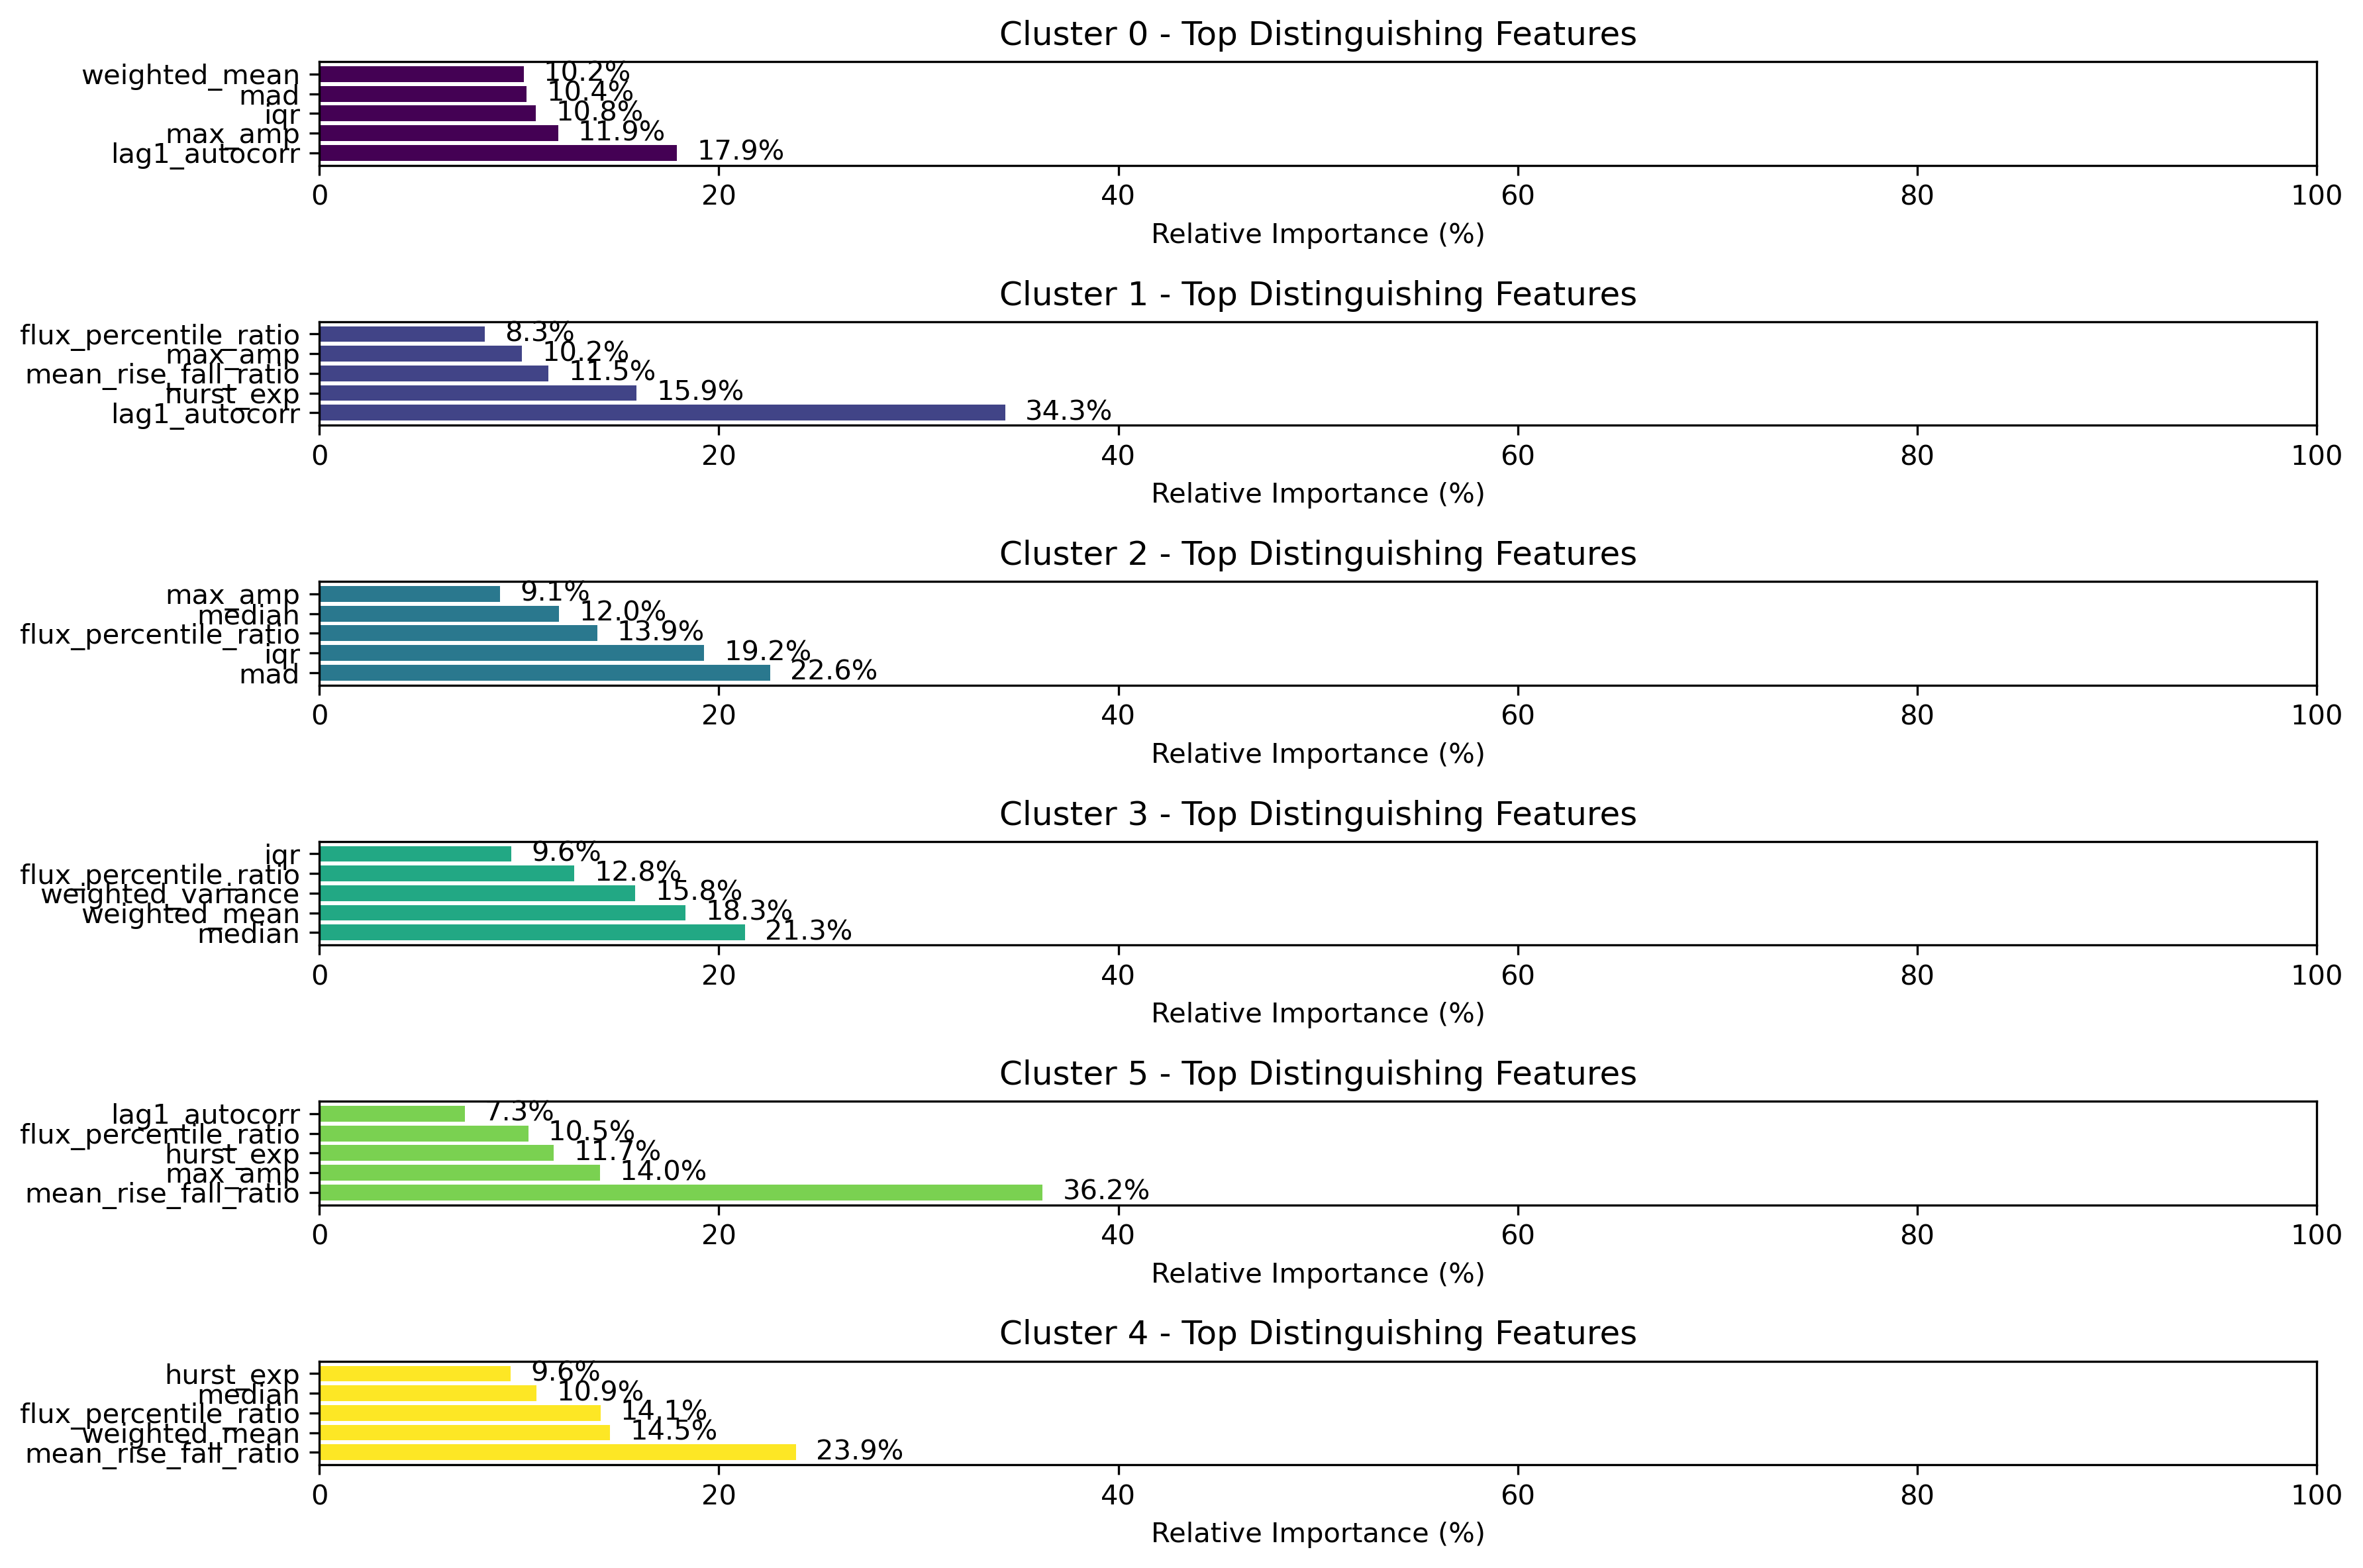 Cluster 0 - Top Distinguishing Features
weighted_mean 10.2%
mad 10.4%
iqr 10.8%
max_amp 11.9%
lag1_autocorr 17.9%
0 20 40 60 80 100
Relative Importance (%)
Cluster 1 - Top Distinguishing Features
flux_percentile_ratio 8.3%
max_amp 10.2%
mean_rise_fall_ratio 11.5%
hurst_exp 15.9%
lag1_autocorr 34.3%
0 20 40 60 80 100
Relative Importance (%)
Cluster 2 - Top Distinguishing Features
max_amp 9.1%
median 12.0%
flux_percentile_ratio 13.9%
iqr 19.2%
mad 22.6%
0 20 40 60 80 100
Relative Importance (%)
Cluster 3 - Top Distinguishing Features
iqr 9.6%
flux_percentile_ratio 12.8%
weighted_variance 15.8%
weighted_mean 18.3%
median 21.3%
0 20 40 60 80 100
Relative Importance (%)
Cluster 5 - Top Distinguishing Features
lag1_autocorr 7.3%
flux_percentile_ratio 10.5%
hurst_exp 11.7%
max_amp 14.0%
mean_rise_fall_ratio 36.2%
0 20 40 60 80 100
Relative Importance (%)
Cluster 4 - Top Distinguishing Features
hurst_exp 9.6%
median 10.9%
flux_percentile_ratio 14.1%
weighted_mean 14.5%
mean_rise_fall_ratio 23.9%
0 20 40 60 80 100
Relative Importance (%)